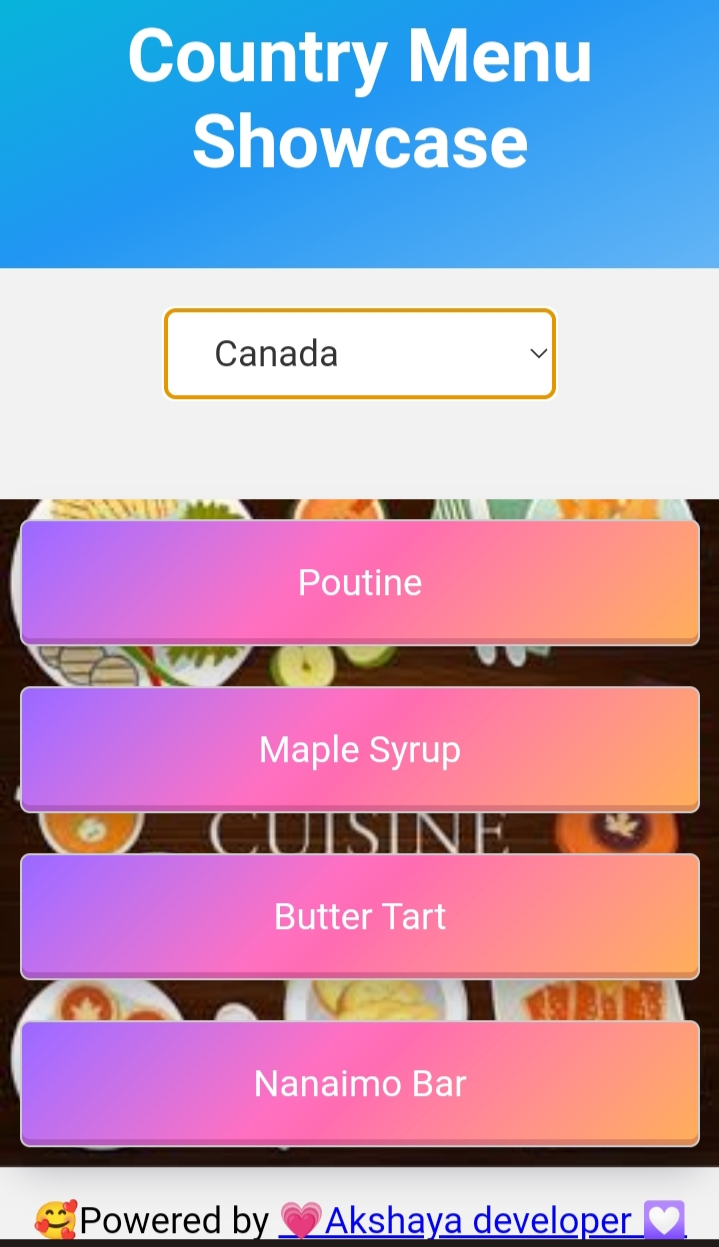 Country Menu
Showcase
Canada
Poutine
Maple Syrup
CUISINE
Butter Tart
Nanaimo Bar
🥰Powered by 💗Akshaya developer 💟